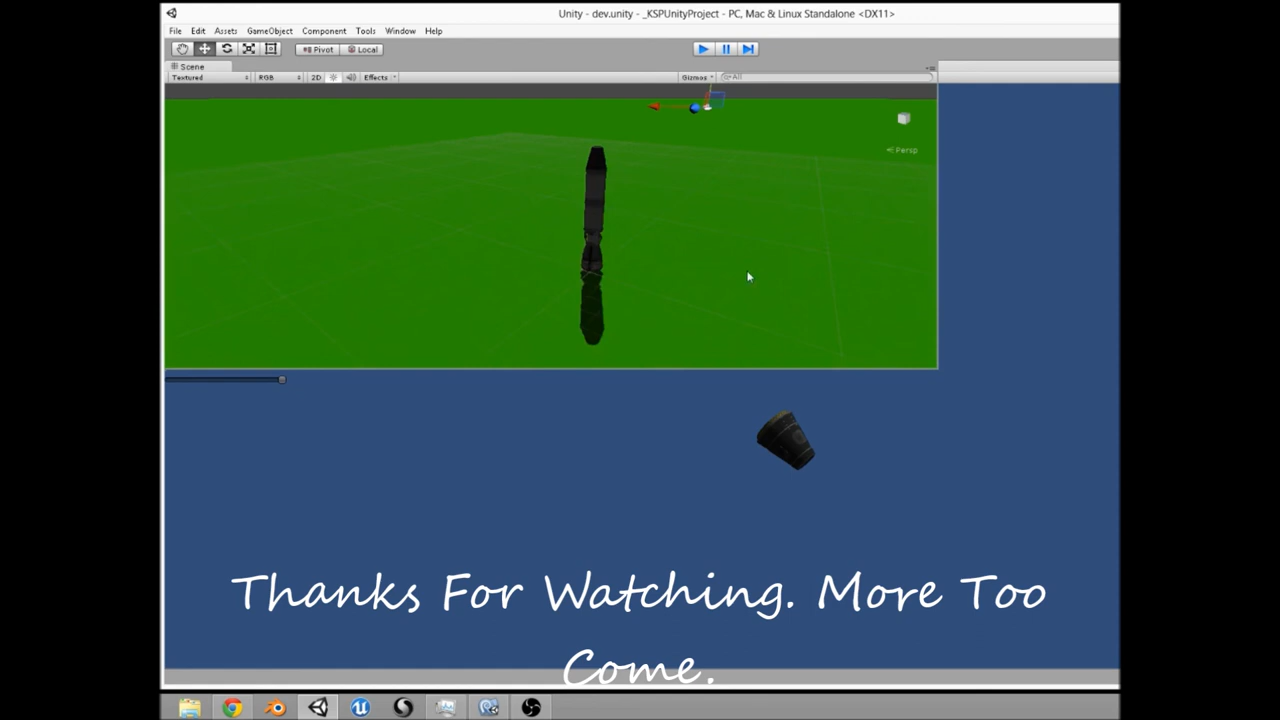 Unity - dev.unity - _KSPUnityProject - PC, Mac & Linux Standalone <DX11>
File Edit Assets GameObject Component Tools Window Help
Pivot Local
Scene
Textured RGB 2D Effects Gizmos All
Persp
Thanks For Watching. More Too
Come.